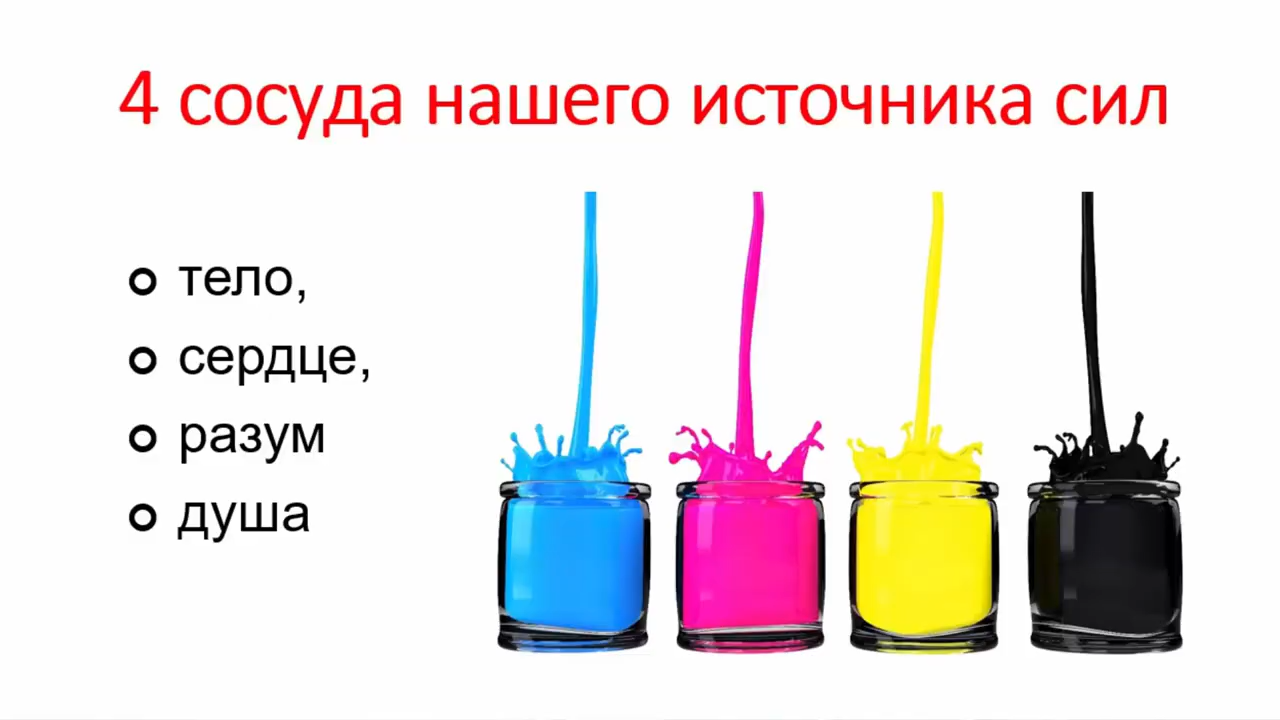 4 сосуда нашего источника сил
тело,
сердце,
разум
душа